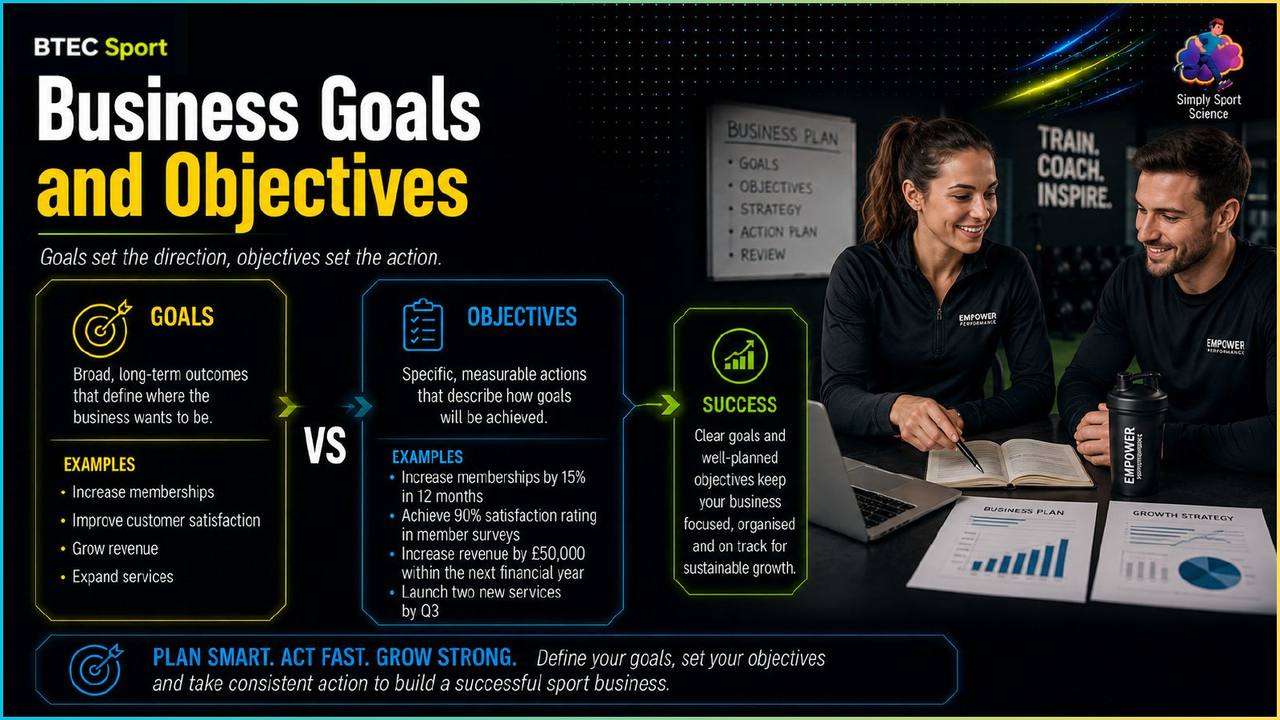 BTEC Sport
Business Goals
and Objectives
Goals set the direction, objectives set the action.
GOALS
Broad, long-term outcomes
that define where the
business wants to be.
EXAMPLES
• Increase memberships
• Improve customer satisfaction
• Grow revenue
• Expand services
VS
OBJECTIVES
Specific, measurable actions
that describe how goals
will be achieved.
EXAMPLES
• Increase memberships by 15%
in 12 months
• Achieve 90% satisfaction rating
in member surveys
• Increase revenue by £50,000
within the next financial year
• Launch two new services
by Q3
SUCCESS
Clear goals and
well-planned
objectives keep
your business
focused, organised
and on track for
sustainable growth.
BUSINESS PLAN
• GOALS
• OBJECTIVES
• STRATEGY
• ACTION PLAN
• REVIEW
TRAIN.
COACH.
INSPIRE.
Simply Sport
Science
EMPOWER
PERFORMANCE
EMPOWER
PERFORMANCE
EMPOWER
BUSINESS PLAN
GROWTH STRATEGY
PLAN SMART. ACT FAST. GROW STRONG. Define your goals, set your objectives
and take consistent action to build a successful sport business.